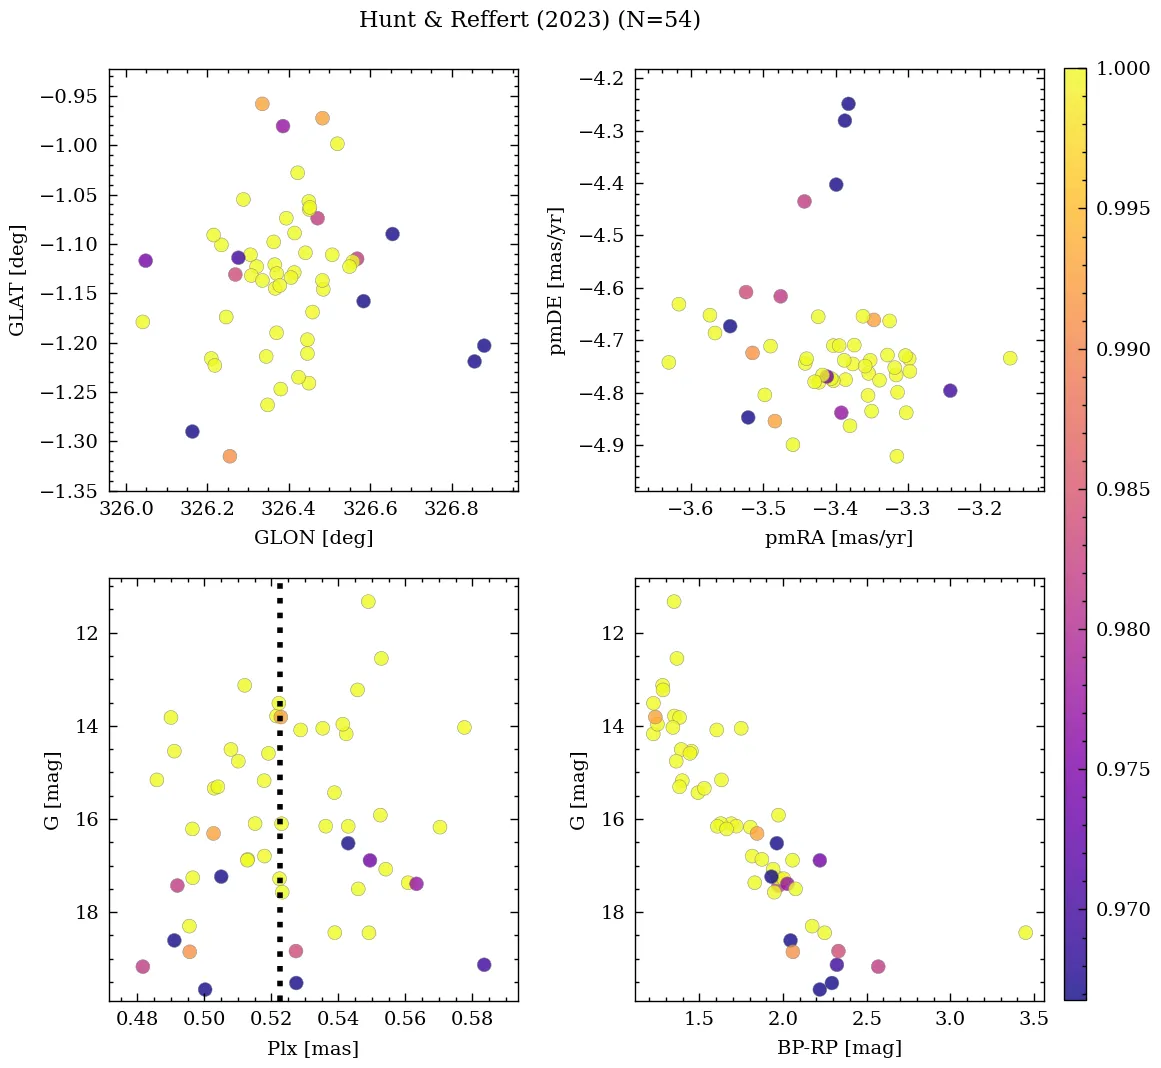 Hunt & Reffert (2023) (N=54)
−0.95
−1.00
−1.05
−1.10
−1.15
−1.20
−1.25
−1.30
−1.35
GLAT [deg]
326.0 326.2 326.4 326.6 326.8
GLON [deg]
−4.2
−4.3
−4.4
−4.5
−4.6
−4.7
−4.8
−4.9
pmDE [mas/yr]
−3.6 −3.5 −3.4 −3.3 −3.2
pmRA [mas/yr]
12
14
16
18
G [mag]
0.48 0.50 0.52 0.54 0.56 0.58
Plx [mas]
12
14
16
18
G [mag]
1.5 2.0 2.5 3.0 3.5
BP-RP [mag]
1.000
0.995
0.990
0.985
0.980
0.975
0.970